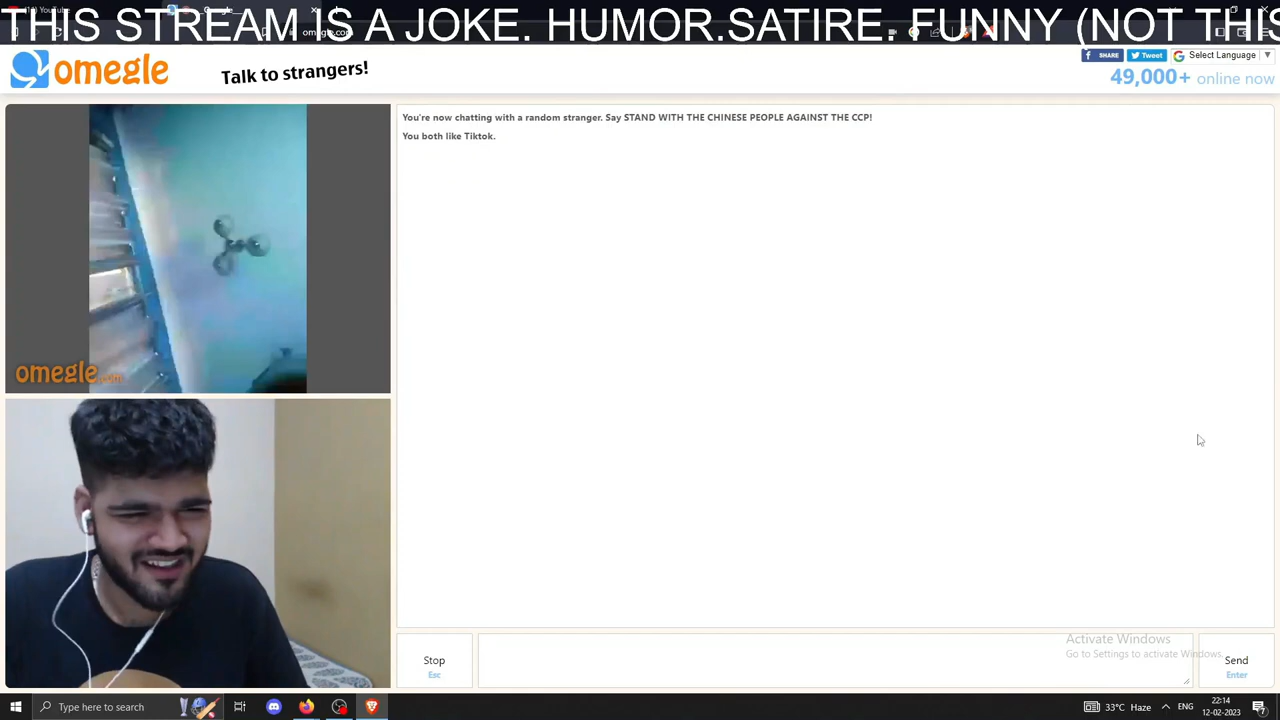 THIS STREAM IS A JOKE. HUMOR.SATIRE. FUNNY (NOT THIS
omegle
Talk to strangers!
SHARE
Tweet
Select Language
49,000+ online now
You're now chatting with a random stranger. Say STAND WITH THE CHINESE PEOPLE AGAINST THE CCP!
You both like Tiktok.
omegle.com
Activate Windows
Go to Settings to activate Windows.
Stop
Esc
Send
Enter
Type here to search
33°C Haze
ENG
22:14
12-02-2023